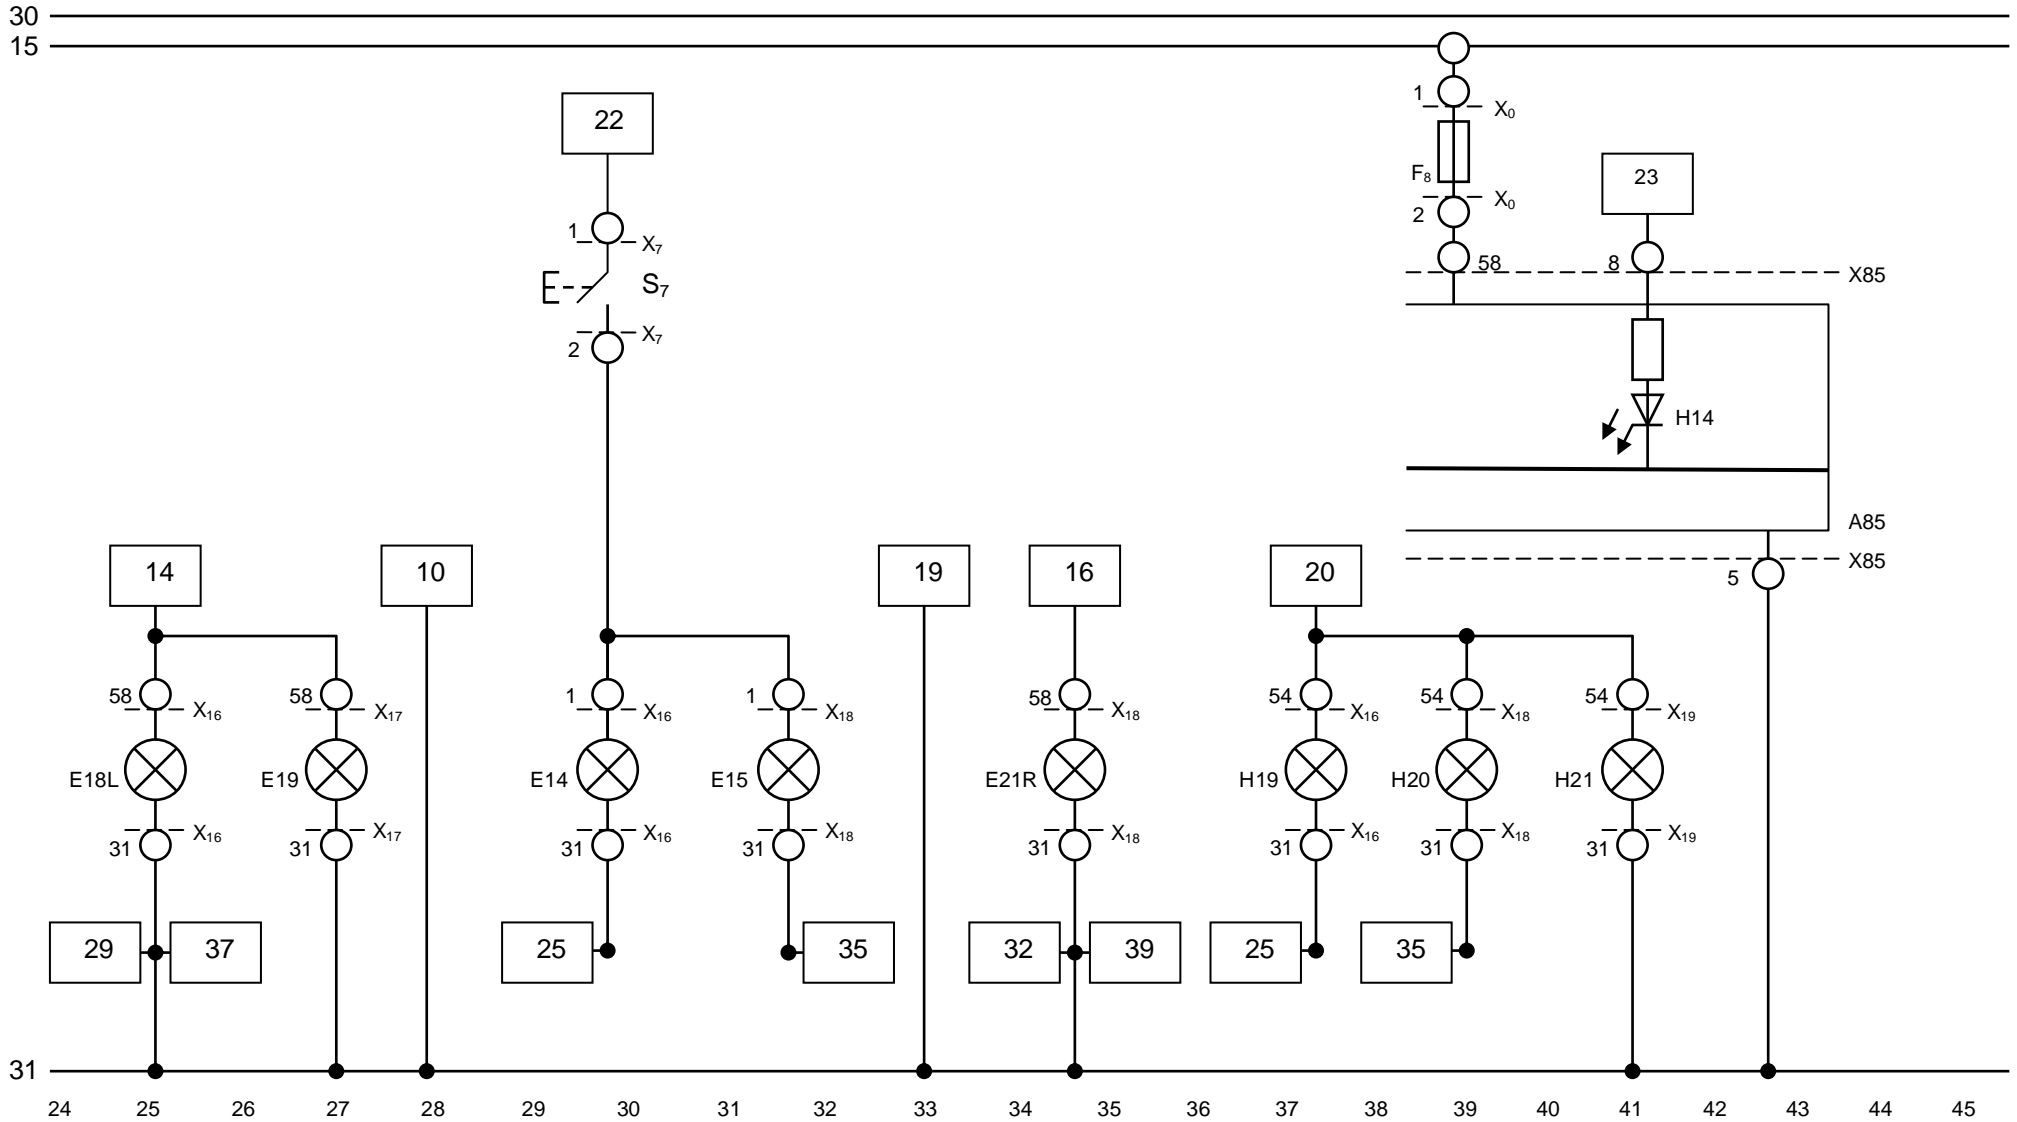 30
15
1
X0
22
F8
23
X0
2
1
X7
58
8
X85
S7
X7
2
H14
A85
X85
14
10
19
16
20
5
58
X16
58
X17
1
X16
1
X18
58
X18
54
X16
54
X18
54
X19
E18L
E19
E14
E15
E21R
H19
H20
H21
31
X16
31
X17
31
X16
31
X18
31
X18
31
X16
31
X18
31
X19
29
37
25
35
32
39
25
35
31
24 25 26 27 28 29 30 31 32 33 34 35 36 37 38 39 40 41 42 43 44 45